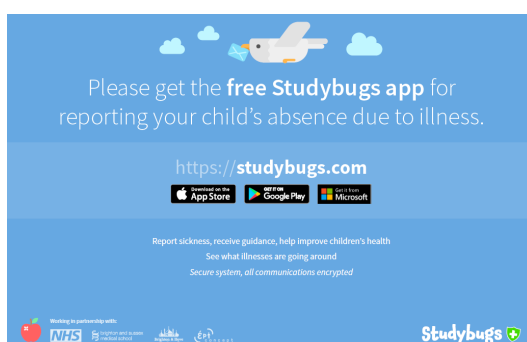 Please get the free Studybugs app for
reporting your child's absence due to illness.
https://studybugs.com
Download on the
App Store
GET IT ON
Google Play
Get it from
Microsoft
Report sickness, receive guidance, help improve children's health
See what illnesses are going around
Secure system, all communications encrypted
Working in partnership with:
NHS
brighton and sussex
medical school
Brighton & Hove
Studybugs